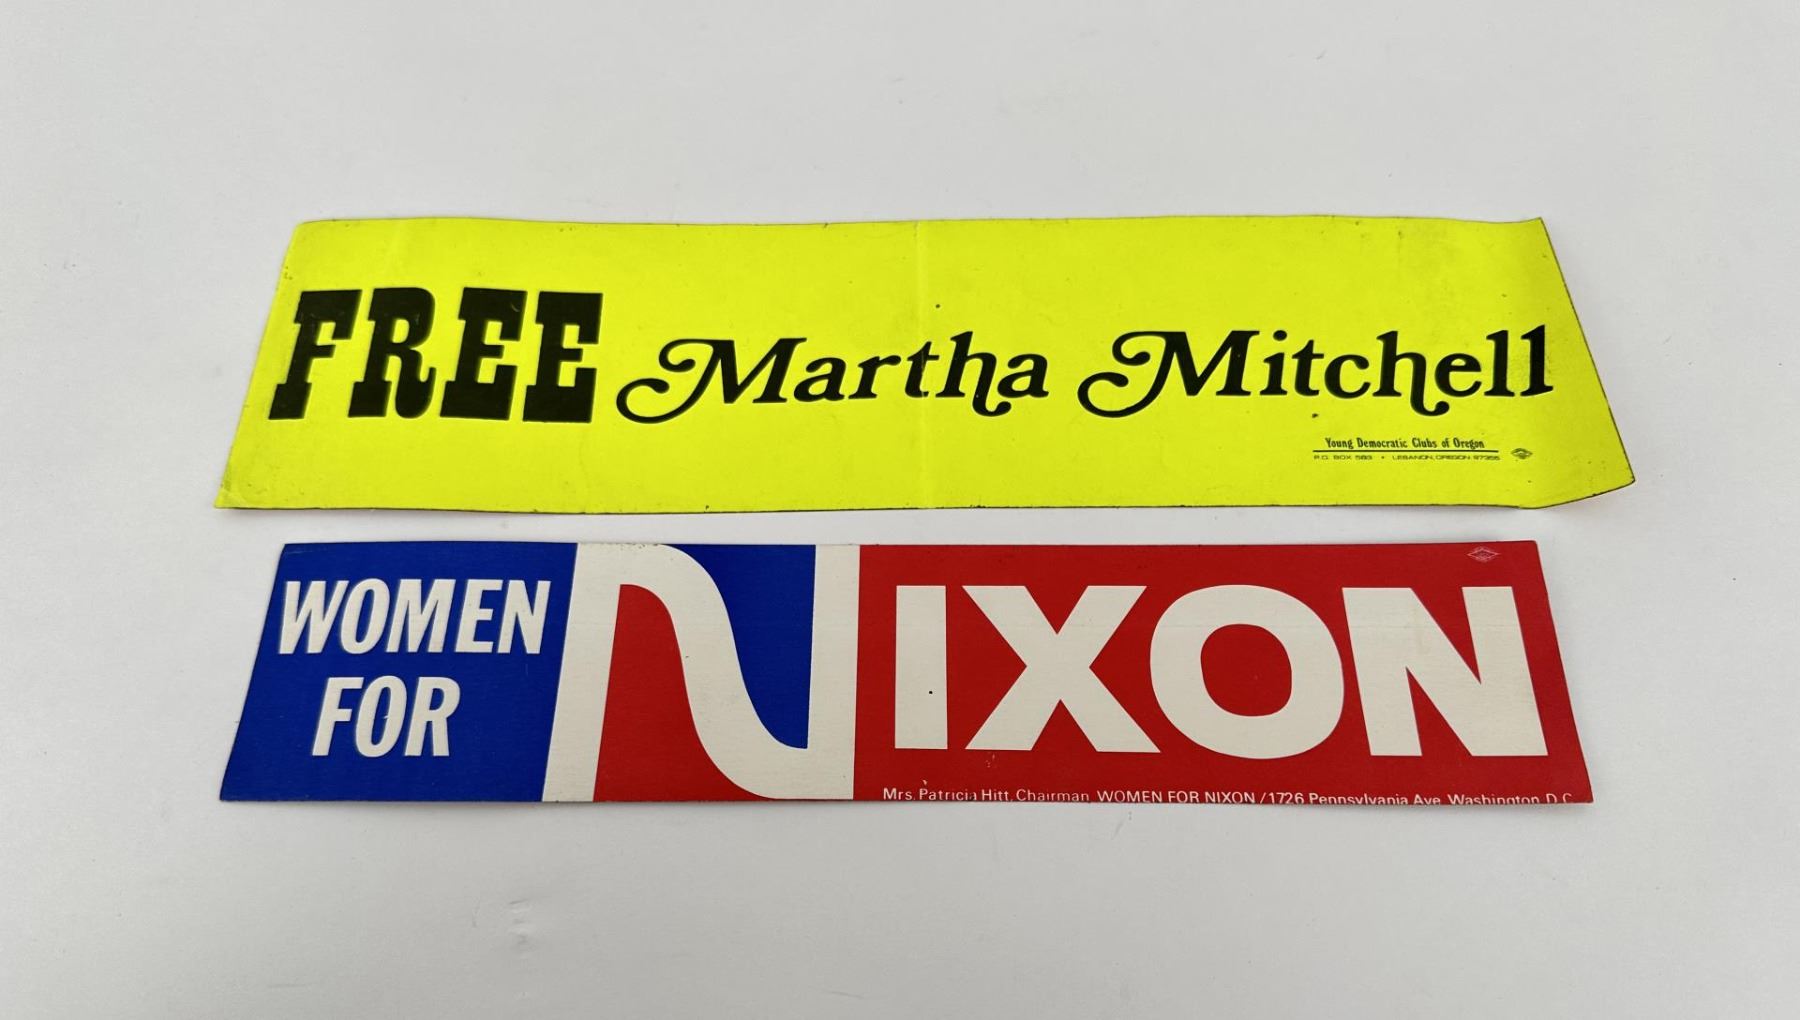 FREE Martha Mitchell
Young Democratic Clubs of Oregon
P.O. BOX 583 • LEBANON, OREGON 97355
WOMEN
FOR
NIXON
Mrs. Patricia Hitt, Chairman, WOMEN FOR NIXON / 1726 Pennsylvania Ave. Washington D.C.